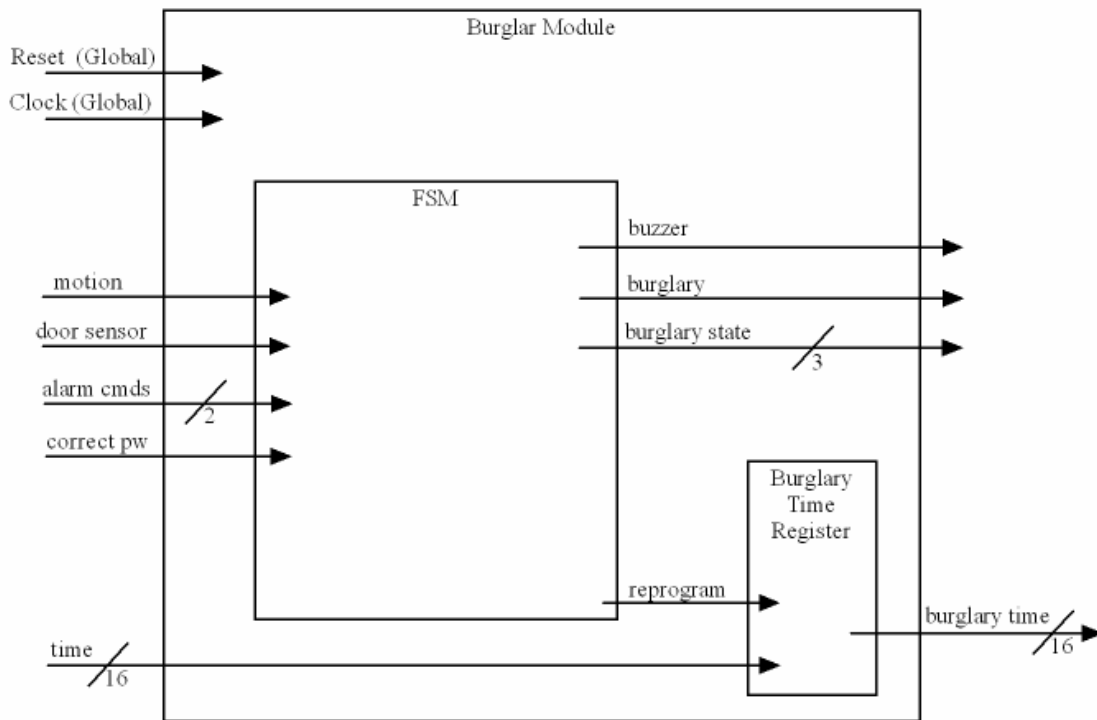 Burglar Module
Reset (Global)
Clock (Global)
FSM
buzzer
motion
burglary
door sensor
burglary state
3
alarm cmds
2
correct pw
Burglary
Time
Register
reprogram
burglary time
16
time
16